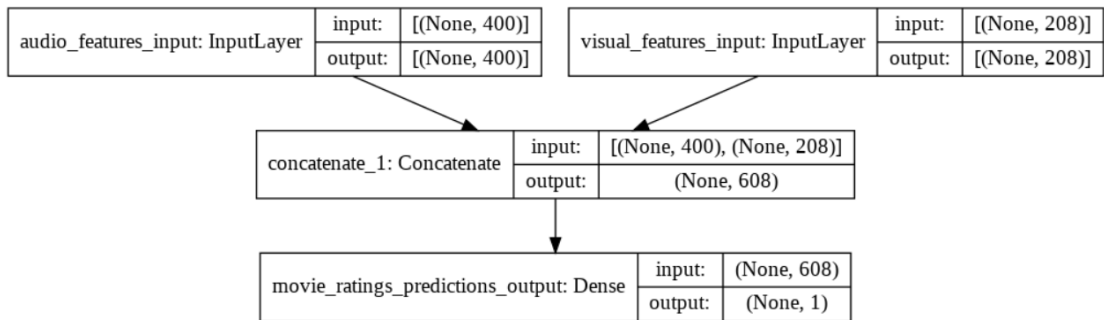 audio_features_input: InputLayer
input: [(None, 400)]
output: [(None, 400)]
visual_features_input: InputLayer
input: [(None, 208)]
output: [(None, 208)]
concatenate_1: Concatenate
input: [(None, 400), (None, 208)]
output: (None, 608)
movie_ratings_predictions_output: Dense
input: (None, 608)
output: (None, 1)